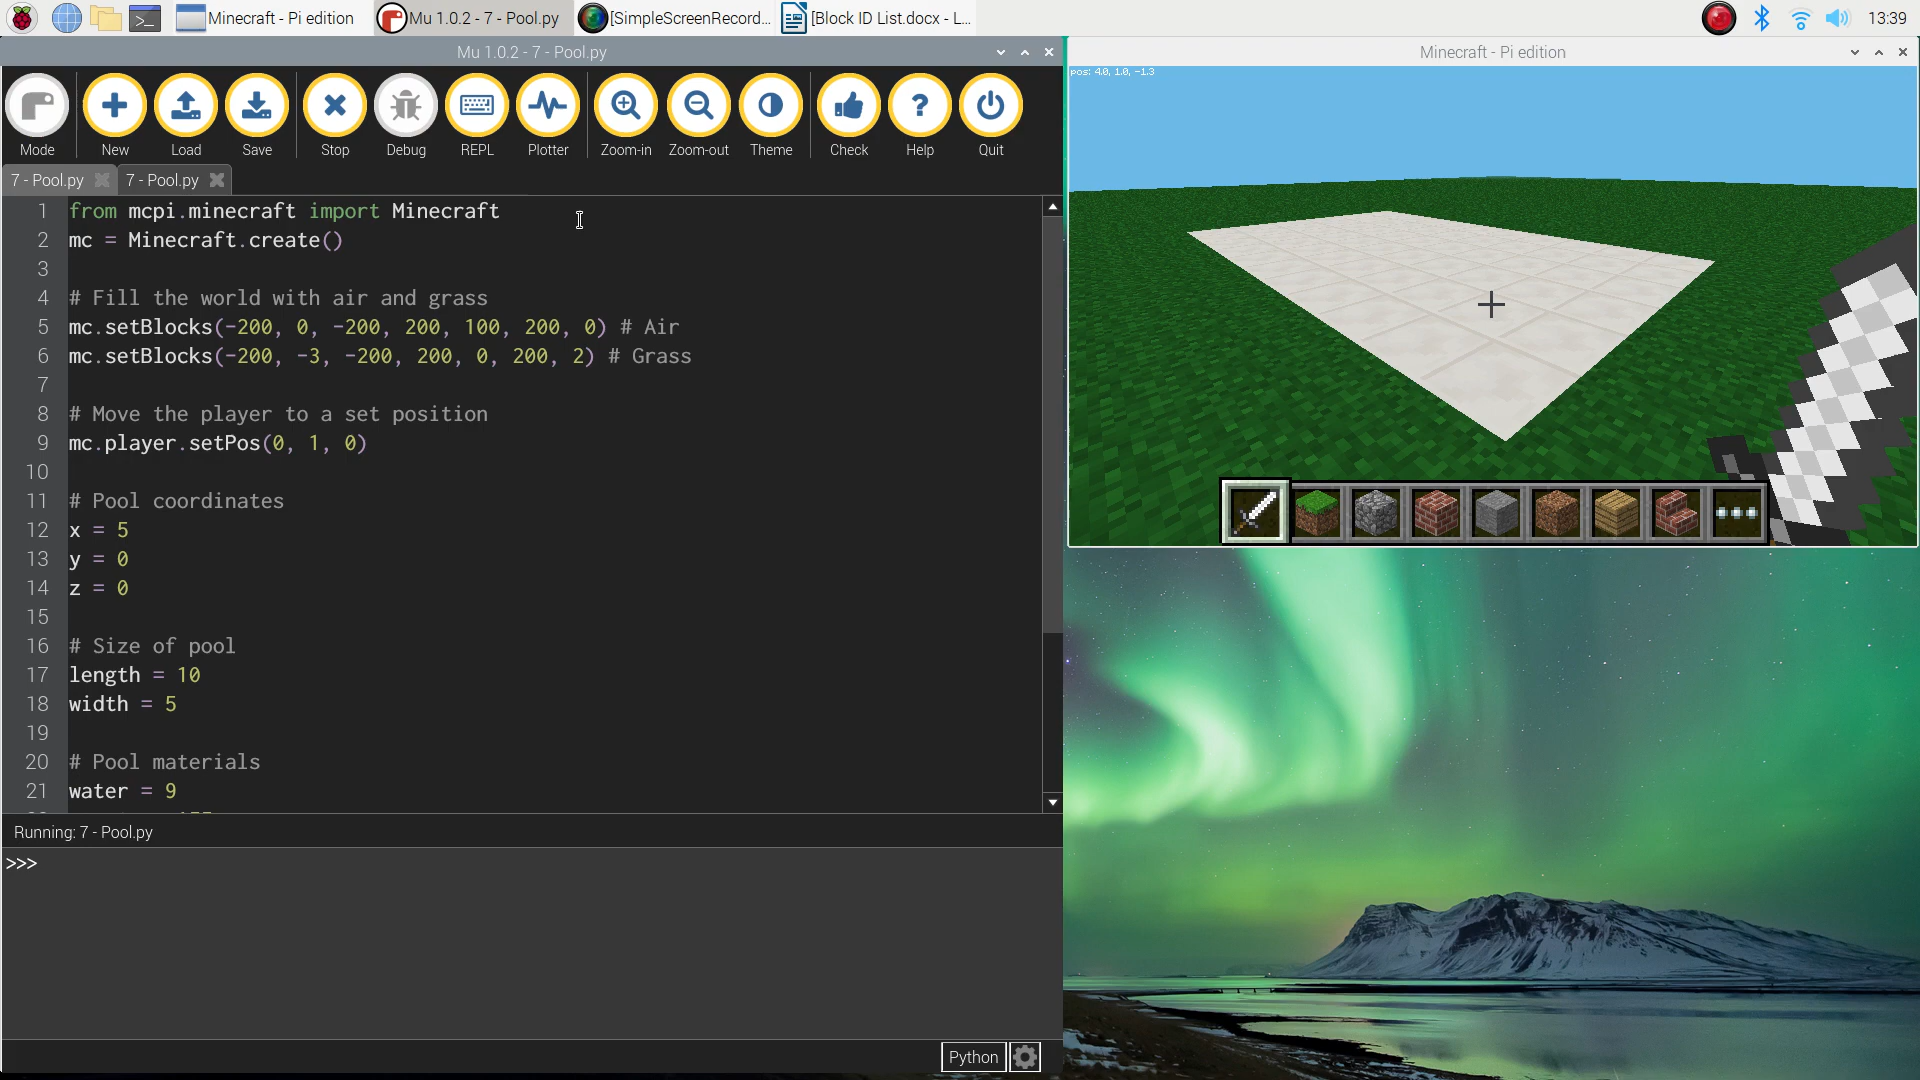 Minecraft - Pi edition
Mu 1.0.2 - 7 - Pool.py
[SimpleScreenRecord...
[Block ID List.docx - L...
13:39
Mu 1.0.2 - 7 - Pool.py
Mode
New
Load
Save
Stop
Debug
REPL
Plotter
Zoom-in
Zoom-out
Theme
Check
Help
Quit
7 - Pool.py
7 - Pool.py
1 from mcpi.minecraft import Minecraft
2 mc = Minecraft.create()
3
4 # Fill the world with air and grass
5 mc.setBlocks(-200, 0, -200, 200, 100, 200, 0) # Air
6 mc.setBlocks(-200, -3, -200, 200, 0, 200, 2) # Grass
7
8 # Move the player to a set position
9 mc.player.setPos(0, 1, 0)
10
11 # Pool coordinates
12 x = 5
13 y = 0
14 z = 0
15
16 # Size of pool
17 length = 10
18 width = 5
19
20 # Pool materials
21 water = 9
Running: 7 - Pool.py
>>>
Python
Minecraft - Pi edition
pos: 4.0, 1.0, -1.3